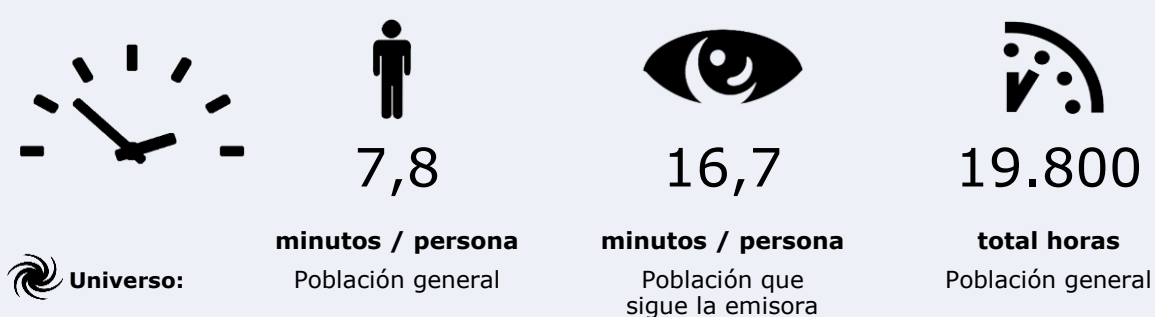 7,8
16,7
19.800
minutos / persona
minutos / persona
total horas
Universo:
Población general
Población que
sigue la emisora
Población general